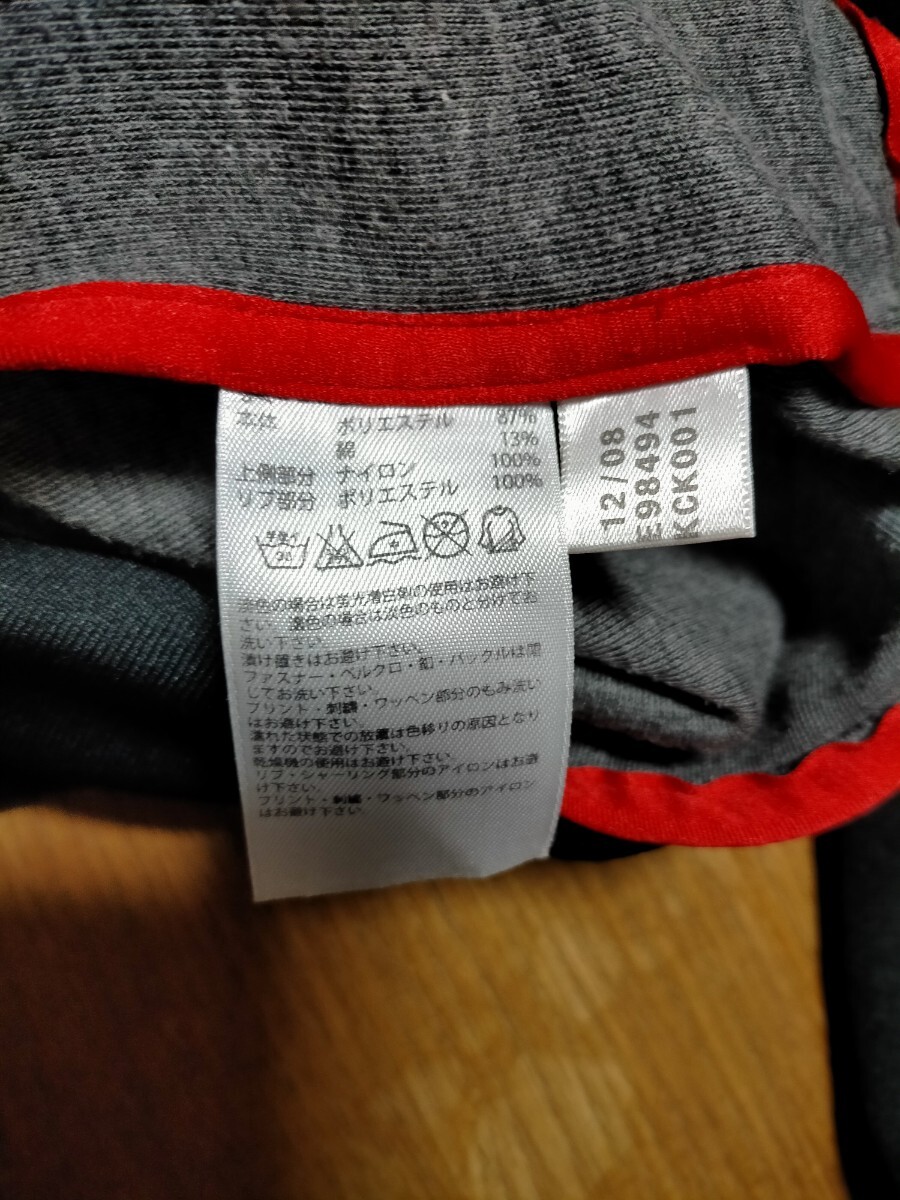 本体 ポリエステル 87%
綿 13%
上側部分 ナイロン 100%
リブ部分 ポリエステル 100%
手洗イ
30
淡色の場合は蛍光増白剤の使用はお避け下
さい。濃色の場合は淡色のものと分けてお
洗い下さい。
漬け置きはお避け下さい。
ファスナー・ベルクロ・釦・バックルは閉
じてお洗い下さい。
プリント・刺繍・ワッペン部分のもみ洗い
はお避け下さい。
濡れた状態での放置は色移りの原因となり
ますのでお避け下さい。
乾燥機の使用はお避け下さい。
リブ・シャーリング部分のアイロンはお避
け下さい。
プリント・刺繍・ワッペン部分のアイロン
はお避け下さい。
12/08
E98494
KCK001